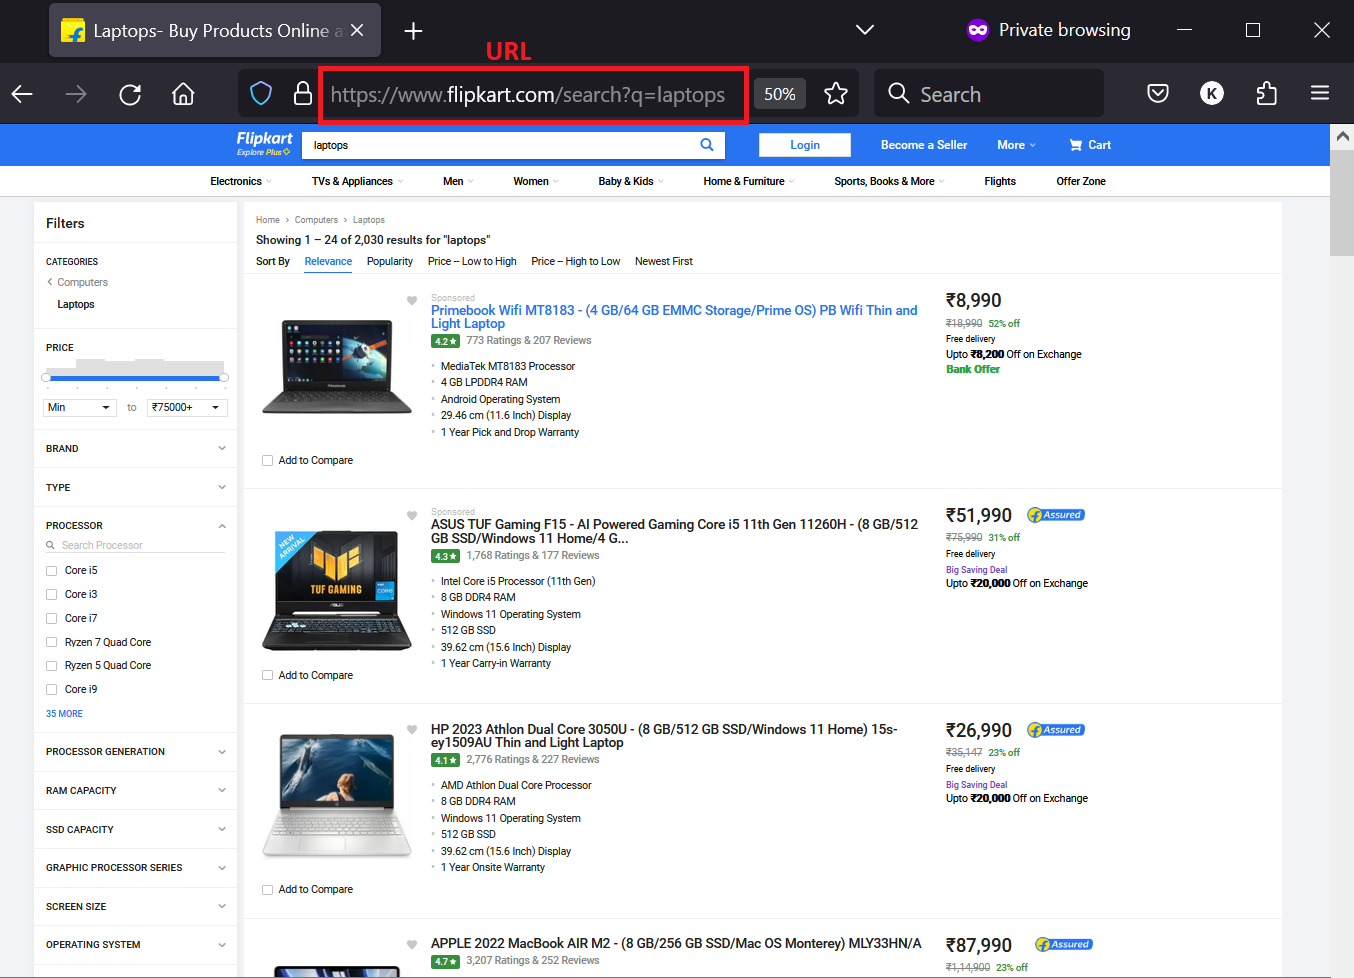 Laptops- Buy Products Online a
Private browsing
URL
https://www.flipkart.com/search?q=laptops
50%
Search
K
Flipkart
Explore Plus
laptops
Login
Become a Seller
More
Cart
Electronics
TVs & Appliances
Men
Women
Baby & Kids
Home & Furniture
Sports, Books & More
Flights
Offer Zone
Filters
CATEGORIES
Computers
Laptops
PRICE
Min
to
₹75000+
BRAND
TYPE
PROCESSOR
Search Processor
Core i5
Core i3
Core i7
Ryzen 7 Quad Core
Ryzen 5 Quad Core
Core i9
35 MORE
PROCESSOR GENERATION
RAM CAPACITY
SSD CAPACITY
GRAPHIC PROCESSOR SERIES
SCREEN SIZE
OPERATING SYSTEM
Home > Computers > Laptops
Showing 1 – 24 of 2,030 results for "laptops"
Sort By Relevance Popularity Price -- Low to High Price -- High to Low Newest First
Sponsored
Primebook Wifi MT8183 - (4 GB/64 GB EMMC Storage/Prime OS) PB Wifi Thin and
Light Laptop
4.2★ 773 Ratings & 207 Reviews
MediaTek MT8183 Processor
4 GB LPDDR4 RAM
Android Operating System
29.46 cm (11.6 Inch) Display
1 Year Pick and Drop Warranty
Add to Compare
₹8,990
₹18,990 52% off
Free delivery
Upto ₹8,200 Off on Exchange
Bank Offer
NEW ARRIVAL
TUF GAMING
Sponsored
ASUS TUF Gaming F15 - AI Powered Gaming Core i5 11th Gen 11260H - (8 GB/512
GB SSD/Windows 11 Home/4 G...
4.3★ 1,768 Ratings & 177 Reviews
Intel Core i5 Processor (11th Gen)
8 GB DDR4 RAM
Windows 11 Operating System
512 GB SSD
39.62 cm (15.6 Inch) Display
1 Year Carry-in Warranty
Add to Compare
₹51,990
Assured
₹75,990 31% off
Free delivery
Big Saving Deal
Upto ₹20,000 Off on Exchange
HP 2023 Athlon Dual Core 3050U - (8 GB/512 GB SSD/Windows 11 Home) 15s-
ey1509AU Thin and Light Laptop
4.1★ 2,776 Ratings & 227 Reviews
AMD Athlon Dual Core Processor
8 GB DDR4 RAM
Windows 11 Operating System
512 GB SSD
39.62 cm (15.6 Inch) Display
1 Year Onsite Warranty
Add to Compare
₹26,990
Assured
₹35,147 23% off
Free delivery
Big Saving Deal
Upto ₹20,000 Off on Exchange
APPLE 2022 MacBook AIR M2 - (8 GB/256 GB SSD/Mac OS Monterey) MLY33HN/A
4.7★ 3,207 Ratings & 252 Reviews
₹87,990
Assured
₹1,14,900 23% off